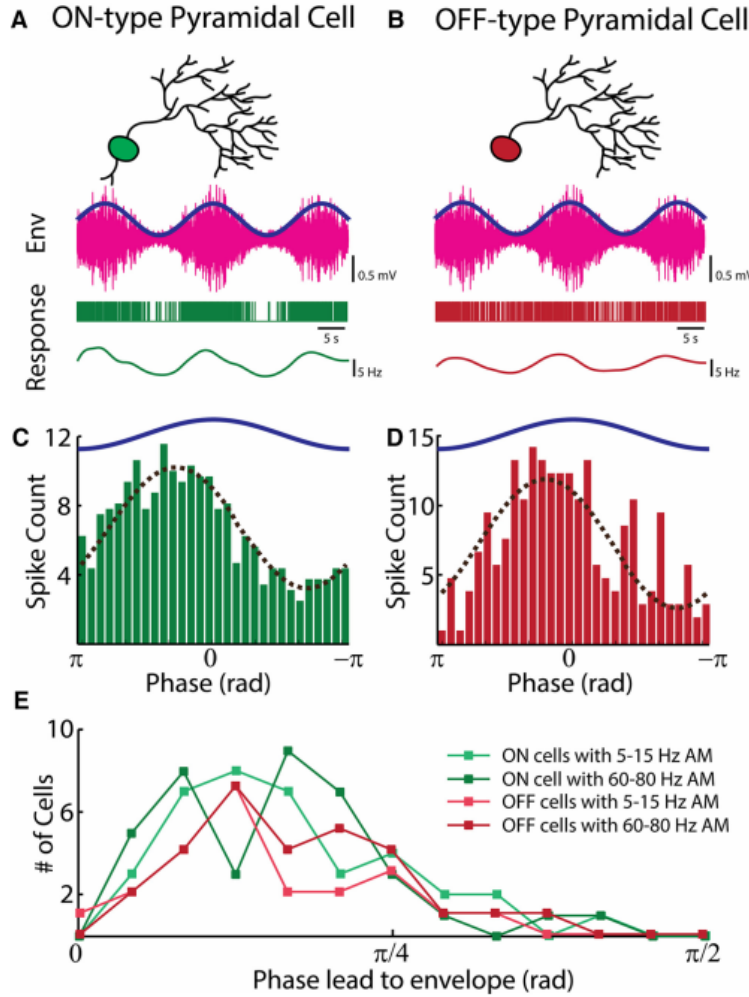 A ON-type Pyramidal Cell
B OFF-type Pyramidal Cell
Env
0.5 mV
0.5 mV
Response
5 s
5 s
5 Hz
5 Hz
C
D
12
8
4
Spike Count
π 0 −π
Phase (rad)
15
10
5
Spike Count
π 0 −π
Phase (rad)
E
10
6
2
# of Cells
ON cells with 5-15 Hz AM
ON cell with 60-80 Hz AM
OFF cells with 5-15 Hz AM
OFF cells with 60-80 Hz AM
0 π/4 π/2
Phase lead to envelope (rad)